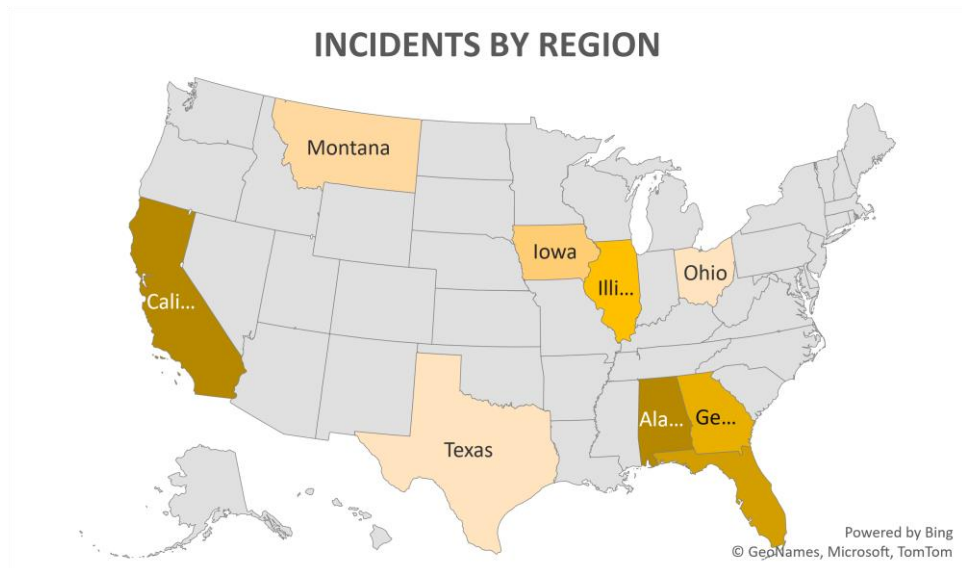 INCIDENTS BY REGION
Montana
Iowa
Ohio
Illi...
Cali...
Ala...
Ge...
Texas
Powered by Bing
© GeoNames, Microsoft, TomTom